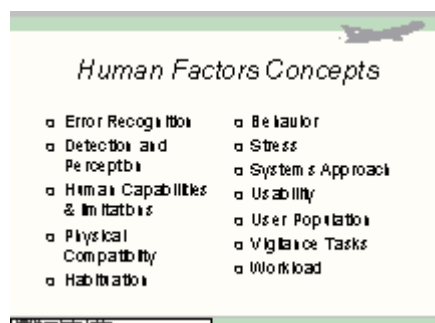 Human Factors Concepts
Error Recognition
Detection and
Perception
Human Capabilities
& limitations
Physical
Compatibility
Habituation
Behavior
Stress
Systems Approach
Usability
User Population
Vigilance Tasks
Workload